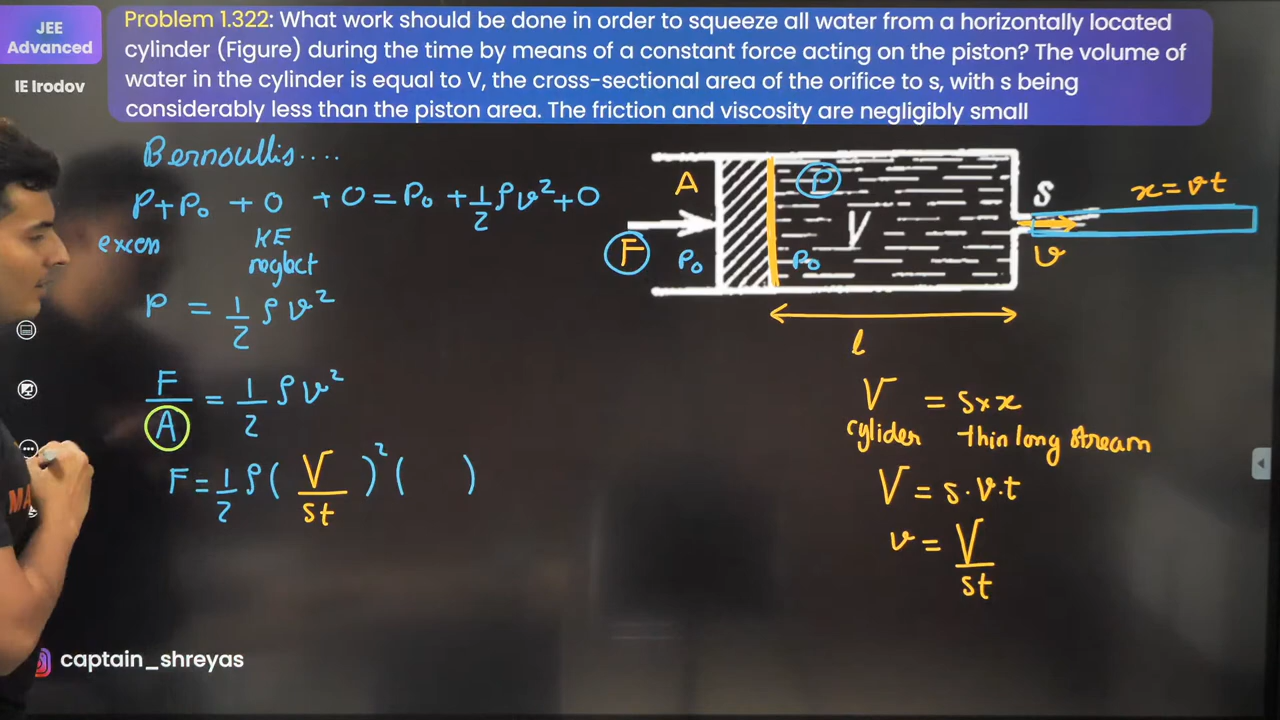 JEE
Advanced
IE Irodov
Problem 1.322: What work should be done in order to squeeze all water from a horizontally located
cylinder (Figure) during the time by means of a constant force acting on the piston? The volume of
water in the cylinder is equal to V, the cross-sectional area of the orifice to s, with s being
considerably less than the piston area. The friction and viscosity are negligibly small
Bernoullis....
P+P₀ + 0 + 0 = P₀ + 1/2 ρv² + 0
excess
KE
neglect
P = 1/2 ρv²
F/A = 1/2 ρv²
F = 1/2 ρ( V/st )² ( )
A
P
S
x = vt
F
P₀
P₀
V
v
l
V = s×x
cylider thin long stream
V = s·v·t
v = V/st
captain_shreyas